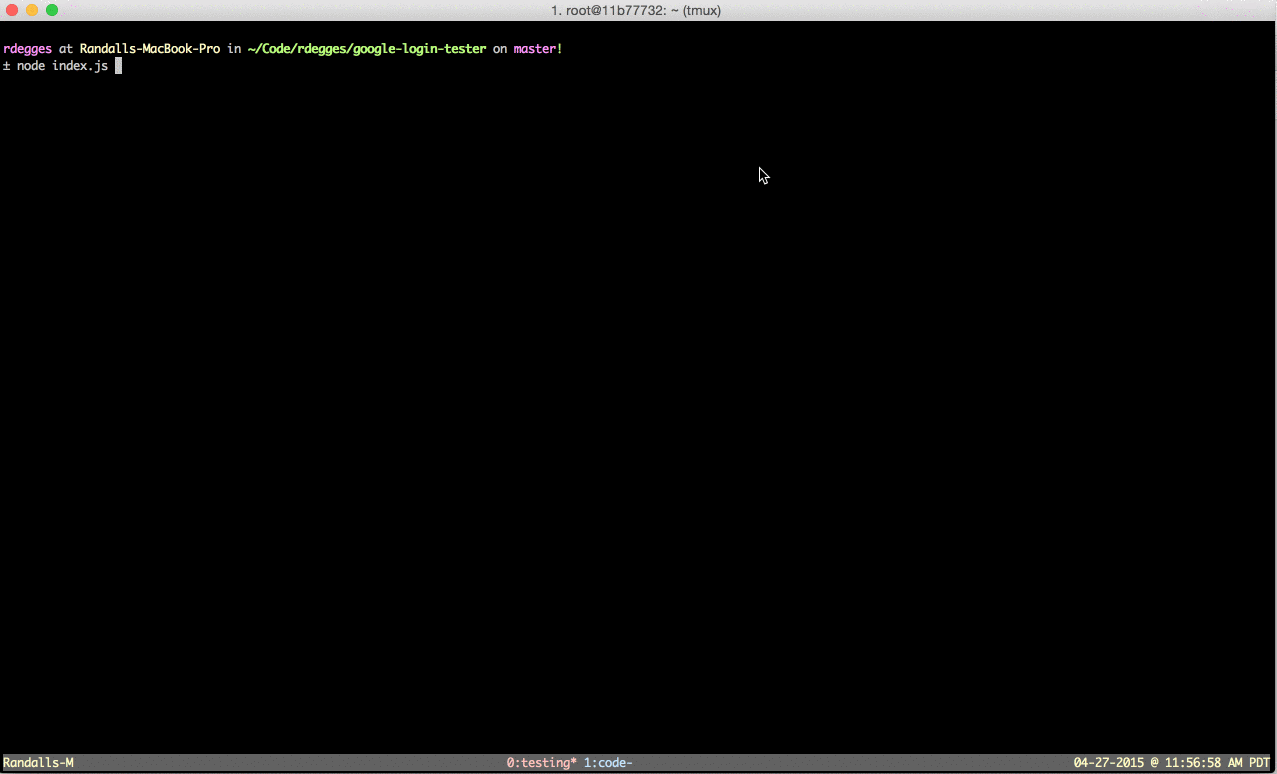 1. root@11b77732: ~ (tmux)
rdegges at Randalls-MacBook-Pro in ~/Code/rdegges/google-login-tester on master!
± node index.js
Randalls-M 0:testing* 1:code- 04-27-2015 @ 11:56:58 AM PDT